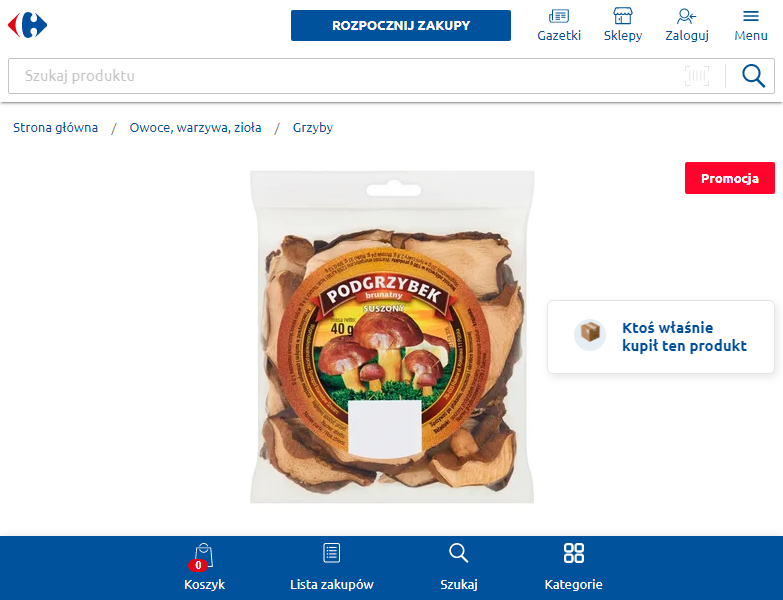 ROZPOCZNIJ ZAKUPY
Gazetki
Sklepy
Zaloguj
Menu
Szukaj produktu
Strona główna / Owoce, warzywa, zioła / Grzyby
Promocja
PODGRZYBEK
brunatny
SUSZONY
masa netto:
40 g
Ktoś właśnie
kupił ten produkt
0
Koszyk
Lista zakupów
Szukaj
Kategorie